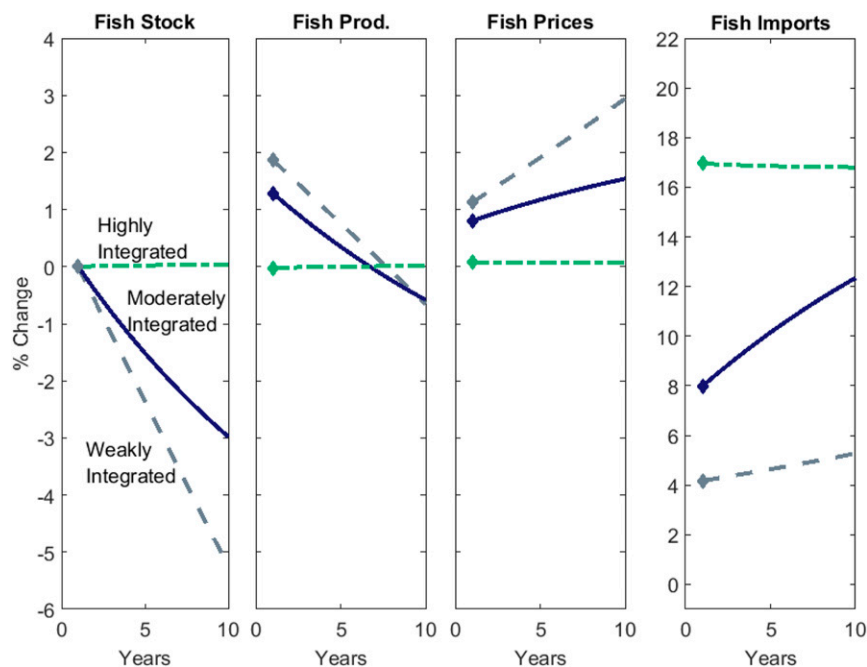 Fish Stock
Fish Prod.
Fish Prices
Fish Imports
% Change
4
3
2
1
0
-1
-2
-3
-4
-5
-6
Highly
Integrated
Moderately
Integrated
Weakly
Integrated
22
20
18
16
14
12
10
8
6
4
2
0
0 5 10
0 5 10
0 5 10
0 5 10
Years
Years
Years
Years